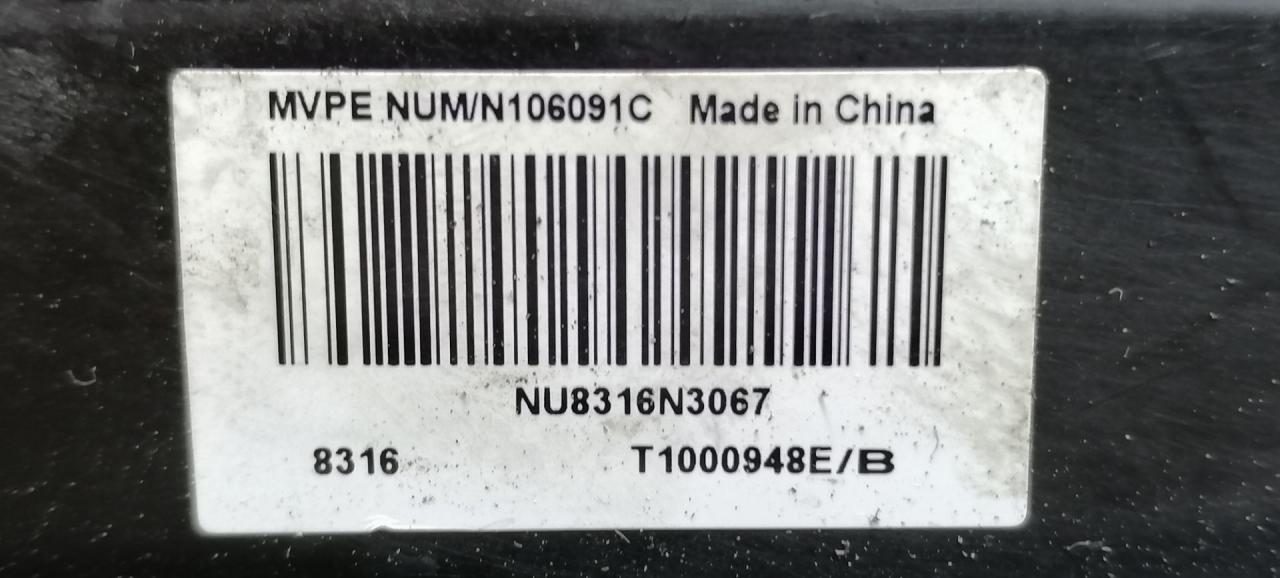 MVPE NUM/N106091C Made in China
NU8316N3067
8316 T1000948E/B